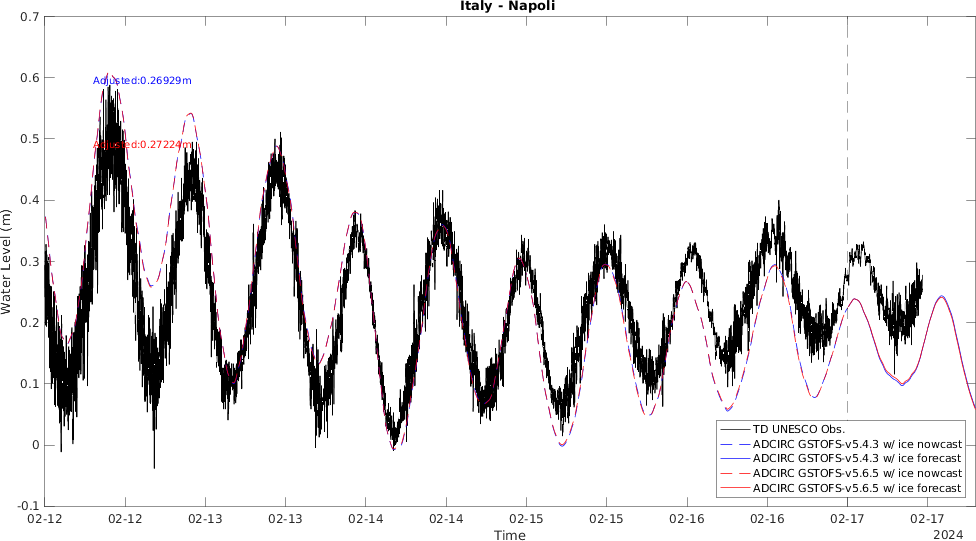 Italy - Napoli
0.7
0.6
0.5
0.4
0.3
0.2
0.1
0
-0.1
Water Level (m)
Adjusted:0.26929m
Adjusted:0.27224m
TD UNESCO Obs.
ADCIRC GSTOFS-v5.4.3 w/ ice nowcast
ADCIRC GSTOFS-v5.4.3 w/ ice forecast
ADCIRC GSTOFS-v5.6.5 w/ ice nowcast
ADCIRC GSTOFS-v5.6.5 w/ ice forecast
02-12 02-12 02-13 02-13 02-14 02-14 02-15 02-15 02-16 02-16 02-17 02-17
Time
2024